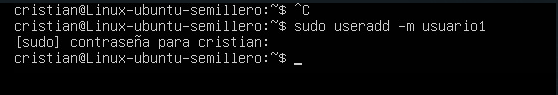 cristian@Linux-ubuntu-semillero:~$ ^C
cristian@Linux-ubuntu-semillero:~$ sudo useradd -m usuario1
[sudo] contraseña para cristian:
cristian@Linux-ubuntu-semillero:~$ _